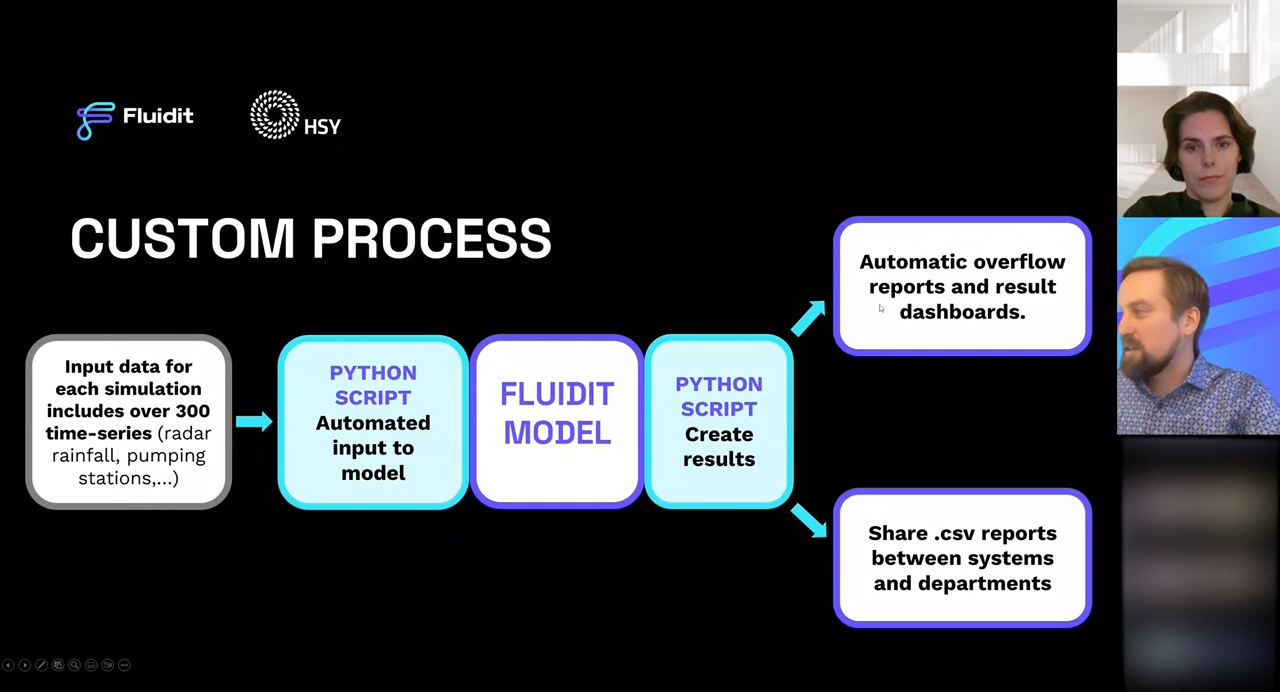 Fluidit
HSY
CUSTOM PROCESS
Input data for
each simulation
includes over 300
time-series (radar
rainfall, pumping
stations,...)
PYTHON
SCRIPT
Automated
input to
model
FLUIDIT
MODEL
PYTHON
SCRIPT
Create
results
Automatic overflow
reports and result
dashboards.
Share .csv reports
between systems
and departments